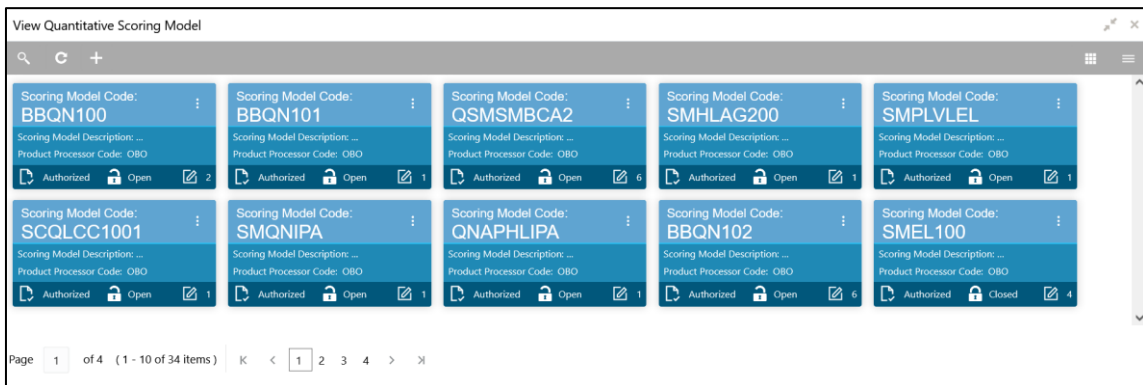 View Quantitative Scoring Model
Scoring Model Code:
BBQN100
Scoring Model Description: ...
Product Processor Code: OBO
Authorized Open 2
Scoring Model Code:
BBQN101
Scoring Model Description: ...
Product Processor Code: OBO
Authorized Open 1
Scoring Model Code:
QSMSMBCA2
Scoring Model Description: ...
Product Processor Code: OBO
Authorized Open 6
Scoring Model Code:
SMHLAG200
Scoring Model Description: ...
Product Processor Code: OBO
Authorized Open 1
Scoring Model Code:
SMPLVLEL
Scoring Model Description: ...
Product Processor Code: OBO
Authorized Open 1
Scoring Model Code:
SCQLCC1001
Scoring Model Description: ...
Product Processor Code: OBO
Authorized Open 1
Scoring Model Code:
SMQNIPA
Scoring Model Description: ...
Product Processor Code: OBO
Authorized Open 1
Scoring Model Code:
QNAPHLIPA
Scoring Model Description: ...
Product Processor Code: OBO
Authorized Open 1
Scoring Model Code:
BBQN102
Scoring Model Description: ...
Product Processor Code: OBO
Authorized Open 6
Scoring Model Code:
SMEL100
Scoring Model Description: ...
Product Processor Code: OBO
Authorized Closed 4
Page 1 of 4 ( 1 - 10 of 34 items ) 1 2 3 4